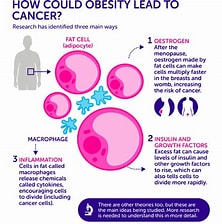 HOW COULD OBESITY LEAD TO
CANCER?
Research has identified three main ways
FAT CELL
(adipocyte)
1 OESTROGEN
After the
menopause,
oestrogen made by
fat cells can make
cells multiply faster
in the breasts and
womb, increasing
the risk of cancer.
MACROPHAGE
3 INFLAMMATION
Cells in fat called
macrophages
release chemicals
called cytokines,
encouraging cells
to divide (including
cancer cells).
2 INSULIN AND
GROWTH FACTORS
Excess fat can cause
levels of insulin and
other growth factors
to rise, which can
also tells cells to
divide more rapidly.
There are other theories too, but these are
the main ideas being studied. More research
is needed to understand this in more detail.